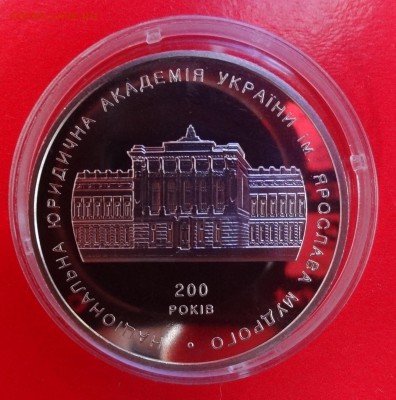 НАЦІОНАЛЬНА ЮРИДИЧНА АКАДЕМІЯ УКРАЇНИ ІМ. ЯРОСЛАВА МУДРОГО •
200
РОКІВ